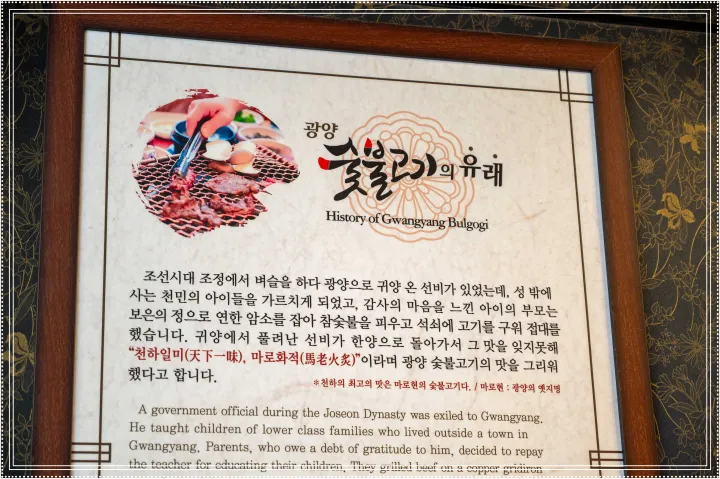 광양
숯불고기의 유래
History of Gwangyang Bulgogi
조선시대 조정에서 벼슬을 하다 광양으로 귀양 온 선비가 있었는데, 성 밖에
사는 천민의 아이들을 가르치게 되었고, 감사의 마음을 느낀 아이의 부모는
보은의 정으로 연한 암소를 잡아 참숯불을 피우고 석쇠에 고기를 구워 접대를
했습니다. 귀양에서 풀려난 선비가 한양으로 돌아가서 그 맛을 잊지못해
“천하일미(天下一味), 마로화적(馬老火炙)”이라며 광양 숯불고기의 맛을 그리워
했다고 합니다.
*천하의 최고의 맛은 마로현의 숯불고기다. / 마로현 : 광양의 옛지명
A government official during the Joseon Dynasty was exiled to Gwangyang.
He taught children of lower class families who lived outside a town in
Gwangyang. Parents, who owe a debt of gratitude to him, decided to repay
the teacher for educating their children. They grilled beef on a copper gridiron